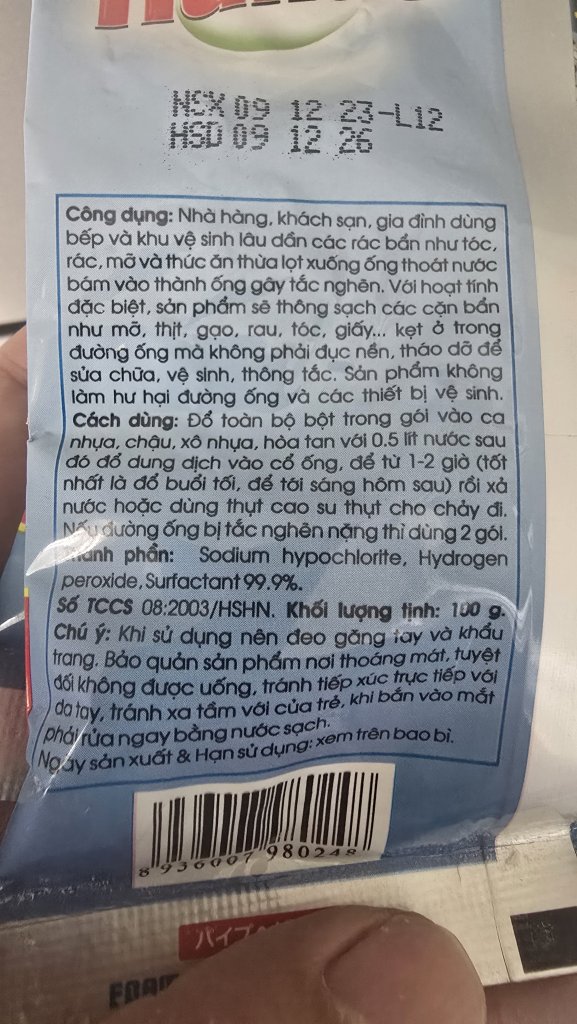 NSX 09 12 23-L12
HSD 09 12 26
Công dụng: Nhà hàng, khách sạn, gia đình dùng
bếp và khu vệ sinh lâu dần các rác bẩn như tóc,
rác, mỡ và thức ăn thừa lọt xuống ống thoát nước
bám vào thành ống gây tắc nghẽn. Với hoạt tính
đặc biệt, sản phẩm sẽ thông sạch các cặn bẩn
như mỡ, thịt, gạo, rau, tóc, giấy... kẹt ở trong
đường ống mà không phải đục nền, tháo dỡ để
sửa chữa, vệ sinh, thông tắc. Sản phẩm không
làm hư hại đường ống và các thiết bị vệ sinh.
Cách dùng: Đổ toàn bộ bột trong gói vào ca
nhựa, chậu, xô nhựa, hòa tan với 0.5 lít nước sau
đó đổ dung dịch vào cổ ống, để từ 1-2 giờ (tốt
nhất là đổ buổi tối, để tới sáng hôm sau) rồi xả
nước hoặc dùng thụt cao su thụt cho chảy đi.
Nếu đường ống bị tắc nghẽn nặng thì dùng 2 gói.
Thành phần: Sodium hypochlorite, Hydrogen
peroxide, Surfactant 99.9%.
Số TCCS 08:2003/HSHN. Khối lượng tịnh: 100 g.
Chú ý: Khi sử dụng nên đeo găng tay và khẩu
trang. Bảo quản sản phẩm nơi thoáng mát, tuyệt
đối không được uống, tránh tiếp xúc trực tiếp với
da tay, tránh xa tầm với của trẻ, khi bắn vào mắt
phải rửa ngay bằng nước sạch.
Ngày sản xuất & Hạn sử dụng: xem trên bao bì.
8 936007 980248
パイプ